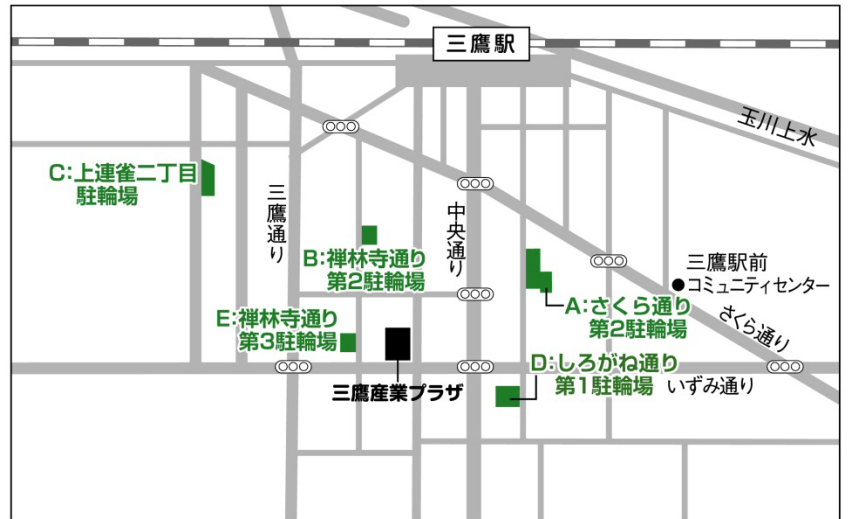 三鷹駅
玉川上水
C:上連雀二丁目
駐輪場
三鷹通り
中央通り
B:禅林寺通り
第2駐輪場
三鷹駅前
コミュニティセンター
A:さくら通り
第2駐輪場
さくら通り
E:禅林寺通り
第3駐輪場
D:しろがね通り
第1駐輪場
いずみ通り
三鷹産業プラザ